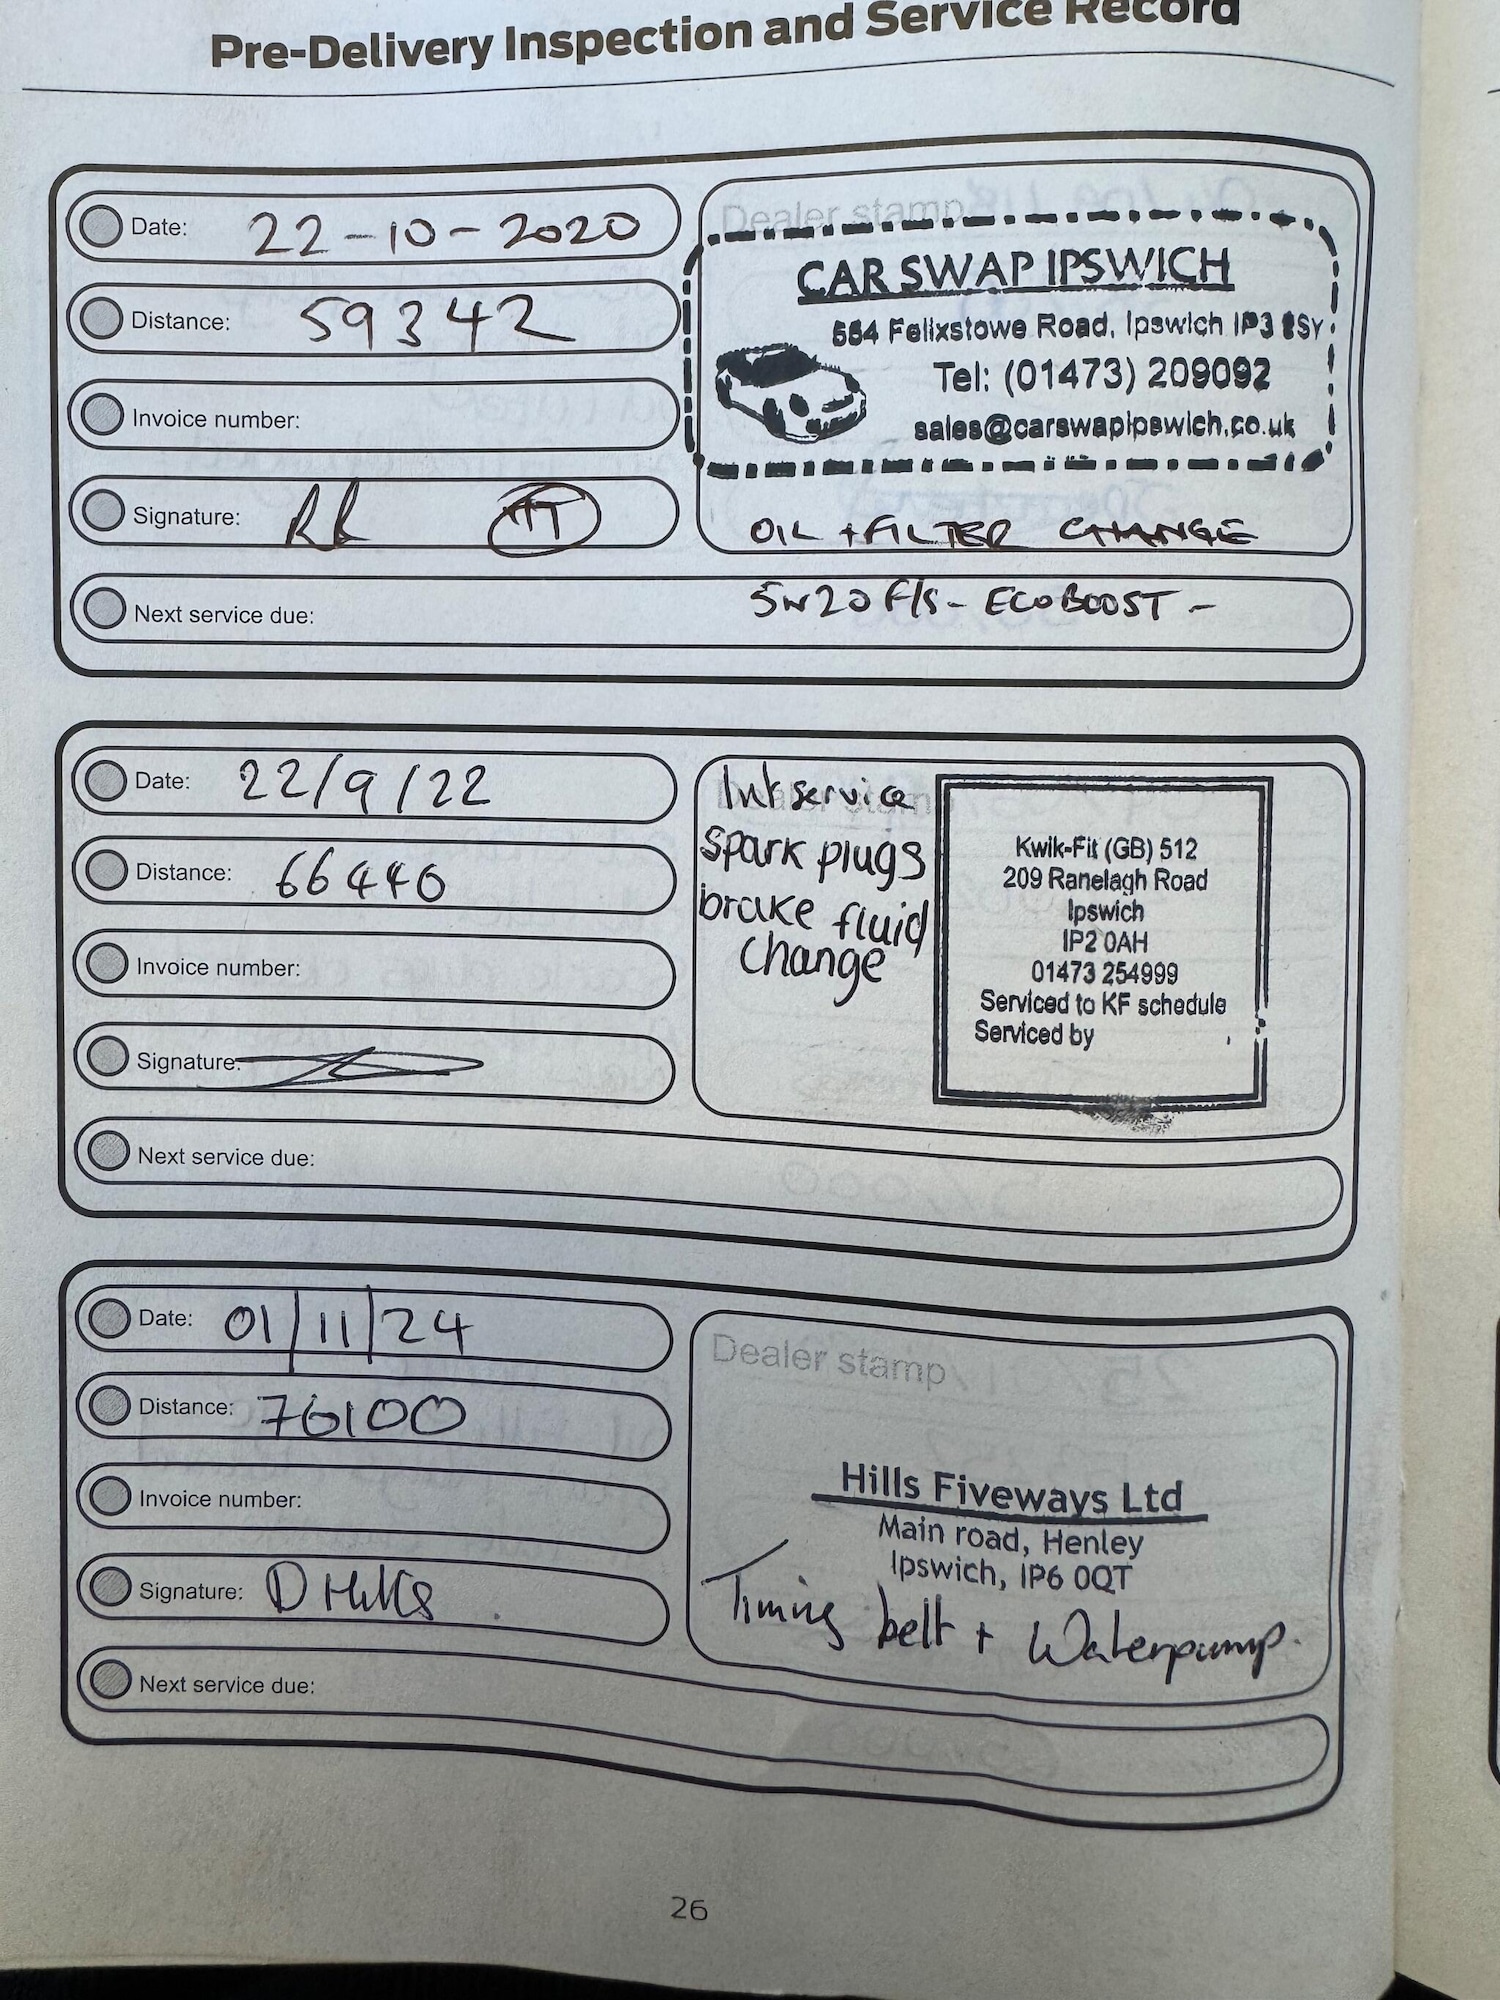 Pre-Delivery Inspection and Service Record
Date: 22-10-2020
Distance: 59342
Invoice number:
Signature:
Next service due:
Dealer stamp
CAR SWAP IPSWICH
564 Felixstowe Road, Ipswich IP3
Tel: (01473) 209092
sales@carswapipswich.co.uk
OIL + FILTER CHANGE
5W20 F/S - ECOBOOST -
Date: 22/9/22
Distance: 66440
Invoice number:
Signature:
Next service due:
Dealer stamp
Int service
spark plugs
brake fluid
change
Kwik-Fit (GB) 512
209 Ranelagh Road
Ipswich
IP2 0AH
01473 254999
Serviced to KF schedule
Serviced by
Date: 01/11/24
Distance: 76100
Invoice number:
Signature: D Hills
Next service due:
Dealer stamp
Hills Fiveways Ltd
Main road, Henley
Ipswich, IP6 0QT
Timing belt + Waterpump.
26